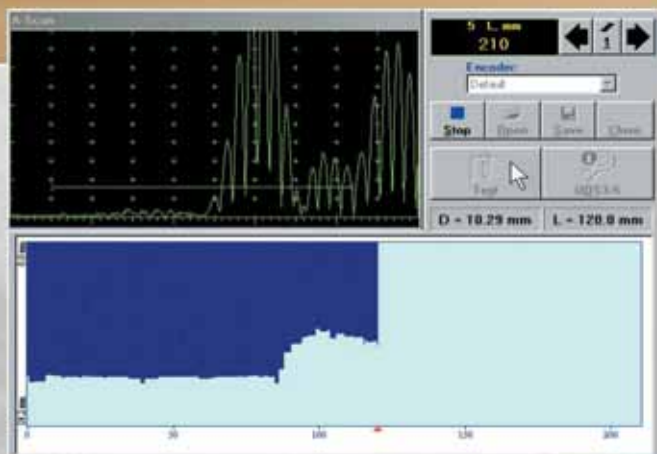 A-Scan
5 L, mm
210
1
Encoder:
Default
Stop
Open
Save
Test
D = 10.29 mm
L = 120.0 mm
0
50
100
150
200